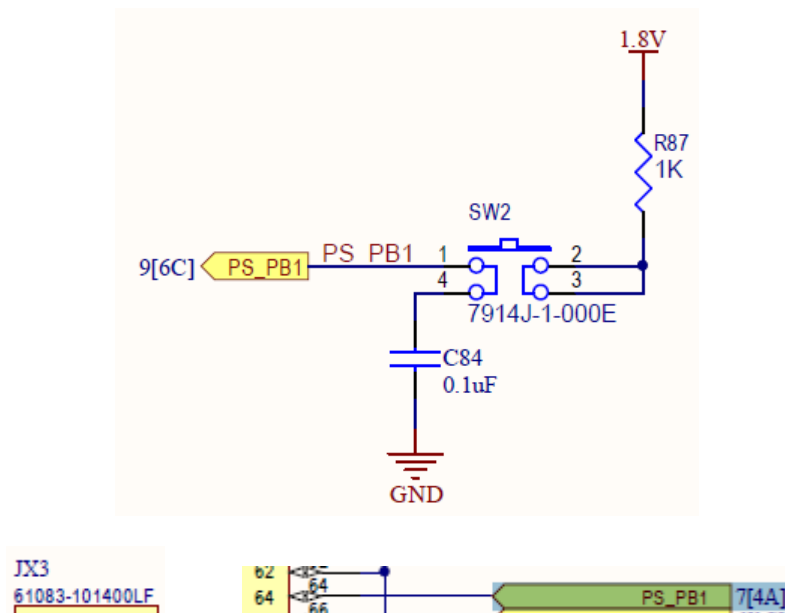 1.8V
R87
1K
SW2
9[6C] PS_PB1 PS_PB1 1 2
4 3
7914J-1-000E
C84
0.1uF
GND
JX3
61083-101400LF
62
64 64 PS_PB1 7[4A]
66